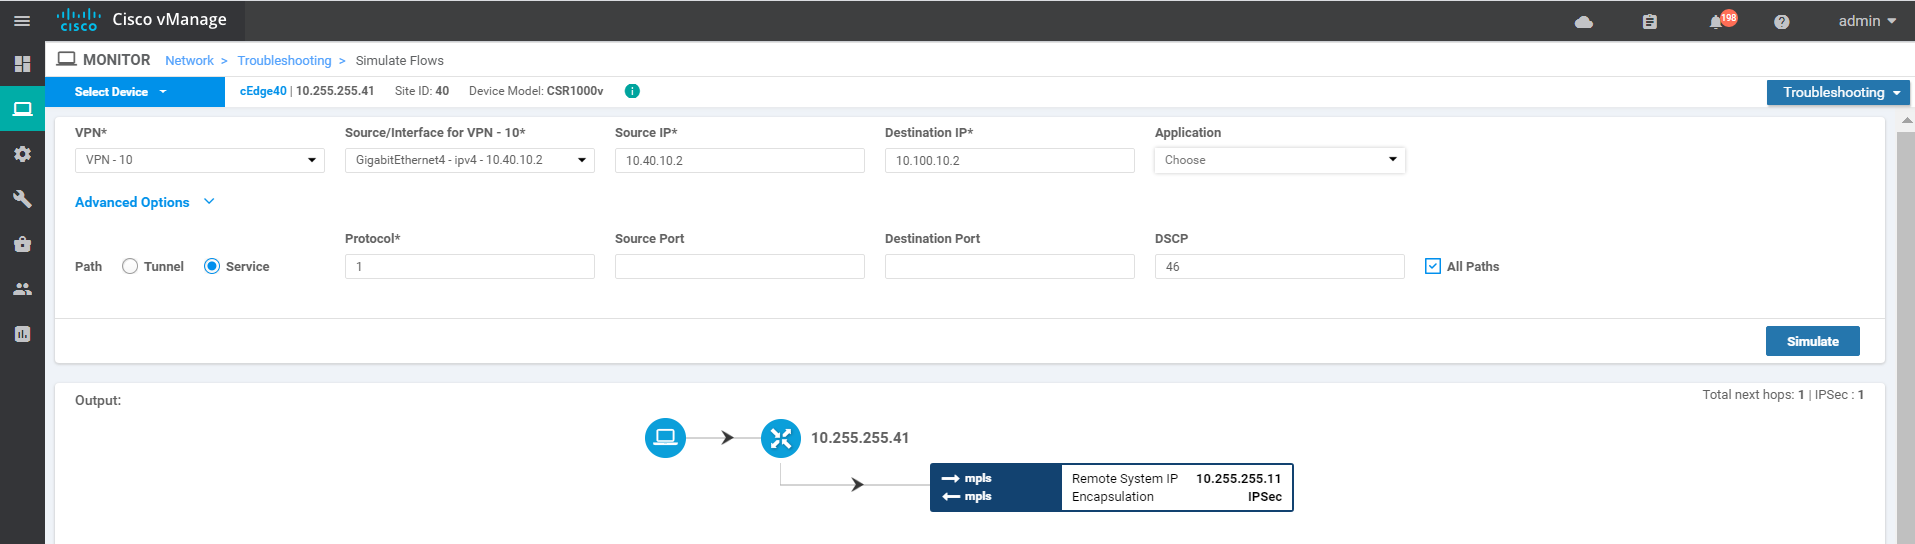 cisco Cisco vManage 198 admin
MONITOR Network > Troubleshooting > Simulate Flows
Select Device cEdge40 | 10.255.255.41 Site ID: 40 Device Model: CSR1000v i Troubleshooting
VPN* Source/Interface for VPN - 10* Source IP* Destination IP* Application
VPN - 10 GigabitEthernet4 - ipv4 - 10.40.10.2 10.40.10.2 10.100.10.2 Choose
Advanced Options
Protocol* Source Port Destination Port DSCP
Path Tunnel Service 1 46 All Paths
Simulate
Output: Total next hops: 1 | IPSec : 1
10.255.255.41
mpls Remote System IP 10.255.255.11
mpls Encapsulation IPSec